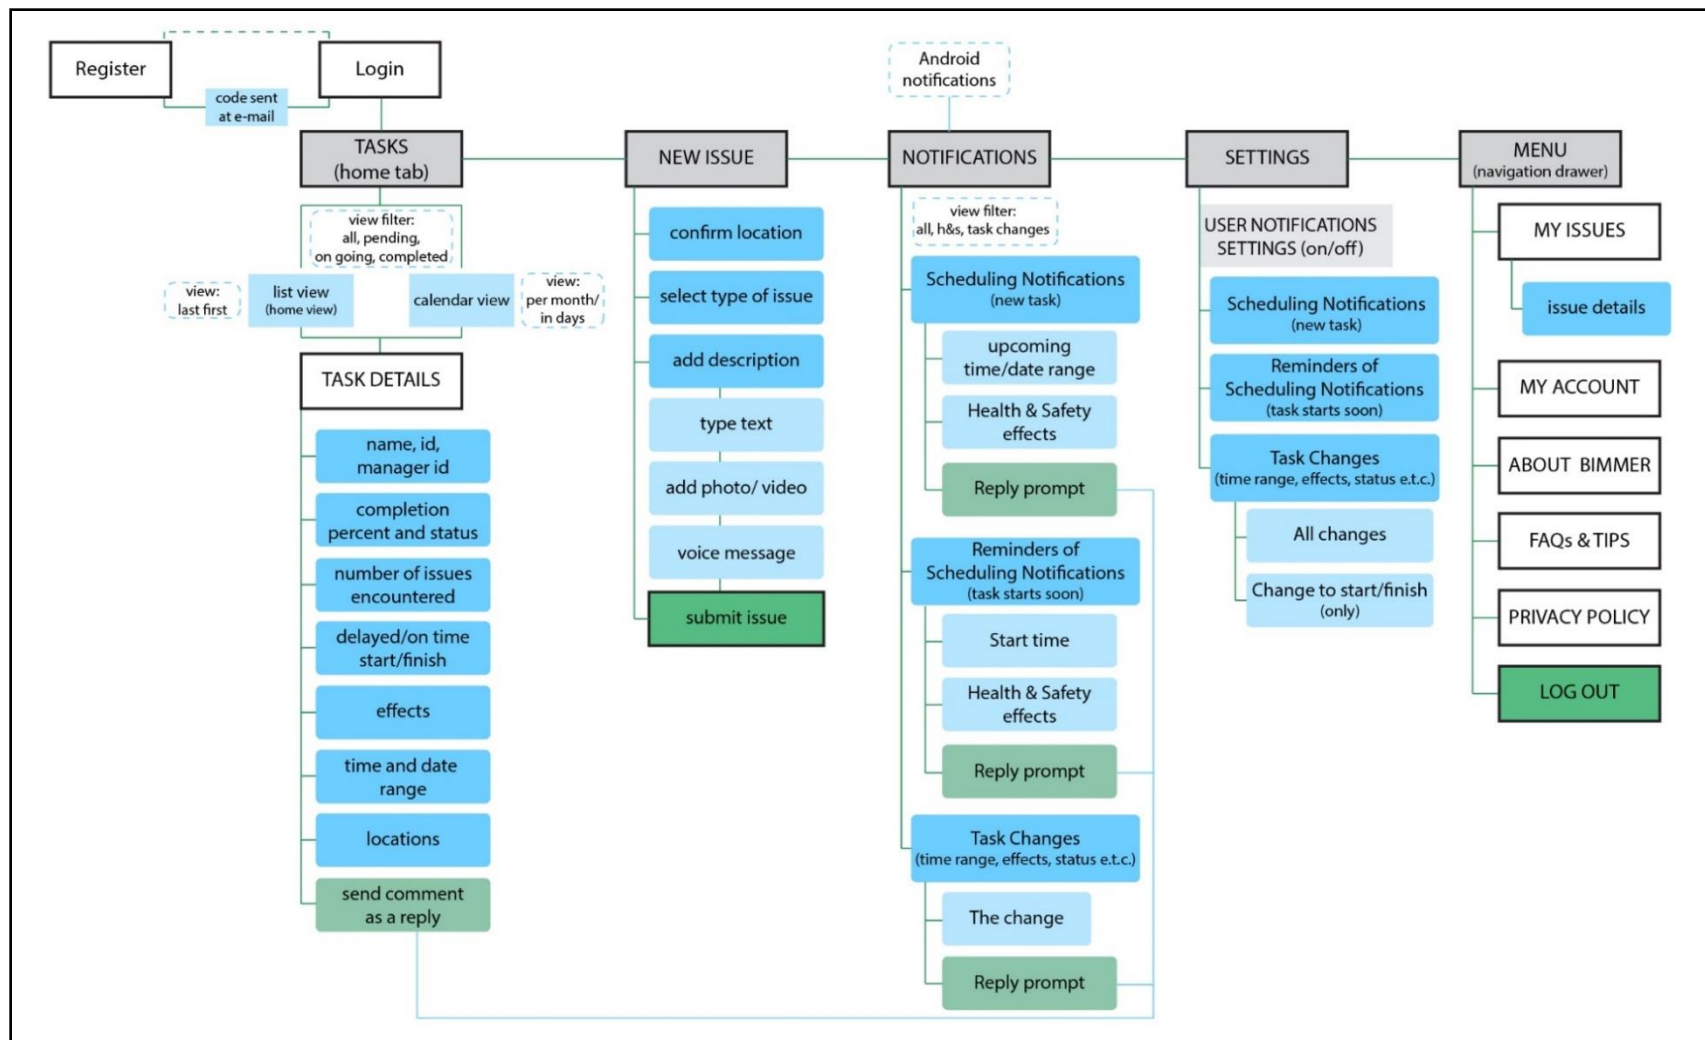 Register
Login
code sent
at e-mail
TASKS
(home tab)
view filter:
all, pending,
on going, completed
view:
last first
list view
(home view)
calendar view
view:
per month/
in days
TASK DETAILS
name, id,
manager id
completion
percent and status
number of issues
encountered
delayed/on time
start/finish
effects
time and date
range
locations
send comment
as a reply
NEW ISSUE
confirm location
select type of issue
add description
type text
add photo/ video
voice message
submit issue
Android
notifications
NOTIFICATIONS
view filter:
all, h&s, task changes
Scheduling Notifications
(new task)
upcoming
time/date range
Health & Safety
effects
Reply prompt
Reminders of
Scheduling Notifications
(task starts soon)
Start time
Health & Safety
effects
Reply prompt
Task Changes
(time range, effects, status e.t.c.)
The change
Reply prompt
SETTINGS
USER NOTIFICATIONS
SETTINGS (on/off)
Scheduling Notifications
(new task)
Reminders of
Scheduling Notifications
(task starts soon)
Task Changes
(time range, effects, status e.t.c.)
All changes
Change to start/finish
(only)
MENU
(navigation drawer)
MY ISSUES
issue details
MY ACCOUNT
ABOUT BIMMER
FAQs & TIPS
PRIVACY POLICY
LOG OUT